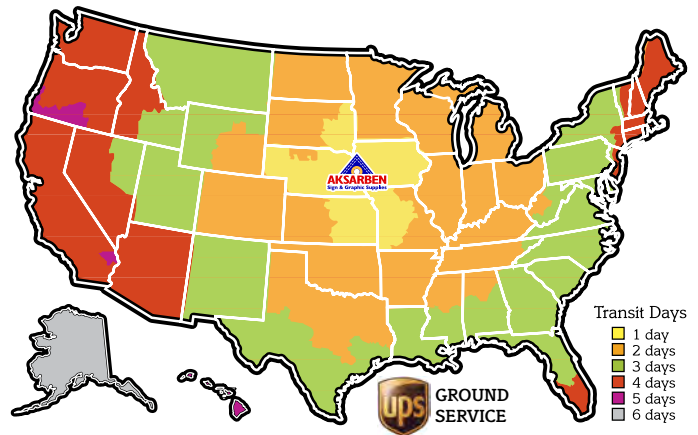 AKSARBEN
Sign & Graphic Supplies
Transit Days
1 day
2 days
3 days
4 days
5 days
6 days
ups
GROUND
SERVICE